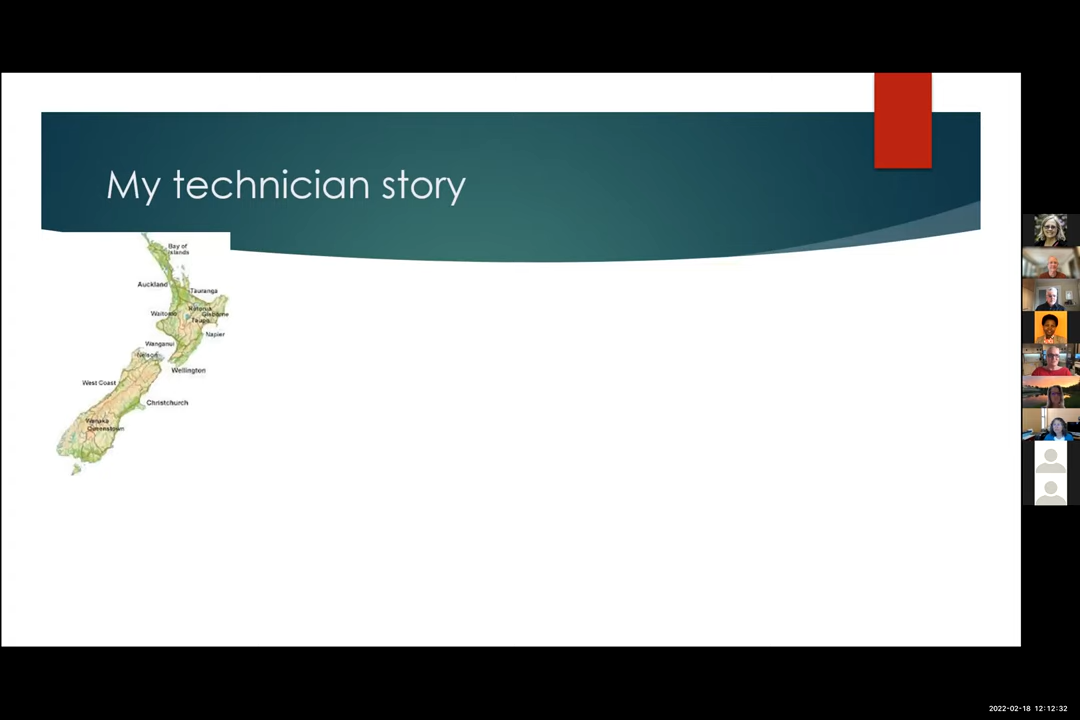 My technician story
Bay of
Islands
Auckland
Tauranga
Rotorua
Waitomo
Gisborne
Taupo
Napier
Wanganui
Nelson
Wellington
West Coast
Christchurch
Wanaka
Queenstown
2022-02-18 12:12:32